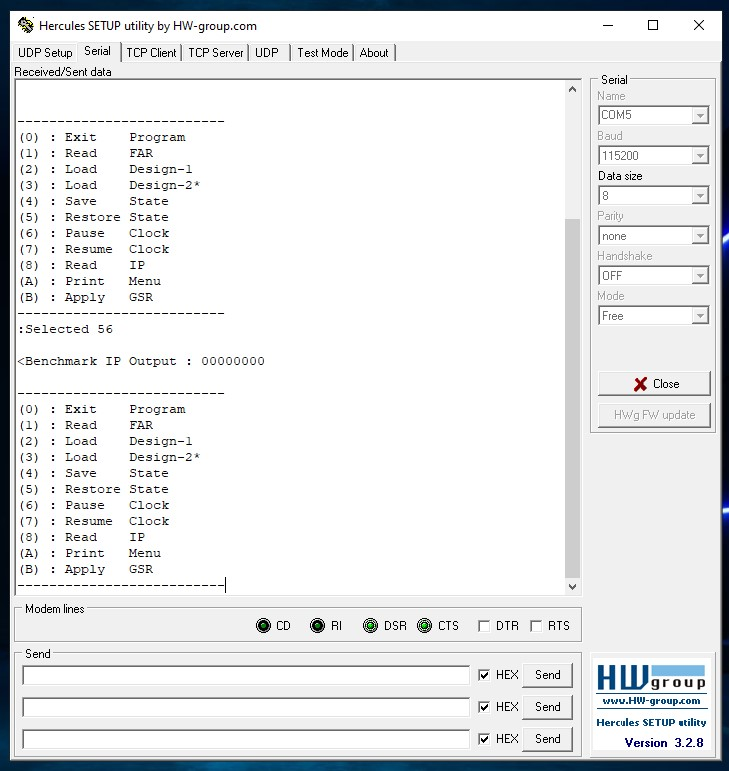 Hercules SETUP utility by HW-group.com
UDP Setup Serial TCP Client TCP Server UDP Test Mode About
Received/Sent data
-------------------------
(0) : Exit    Program
(1) : Read    FAR
(2) : Load    Design-1
(3) : Load    Design-2*
(4) : Save    State
(5) : Restore State
(6) : Pause   Clock
(7) : Resume  Clock
(8) : Read    IP
(A) : Print   Menu
(B) : Apply   GSR
-------------------------
:Selected 56
<Benchmark IP Output : 00000000
-------------------------
(0) : Exit    Program
(1) : Read    FAR
(2) : Load    Design-1
(3) : Load    Design-2*
(4) : Save    State
(5) : Restore State
(6) : Pause   Clock
(7) : Resume  Clock
(8) : Read    IP
(A) : Print   Menu
(B) : Apply   GSR
-------------------------
Serial
Name
COM5
Baud
115200
Data size
8
Parity
none
Handshake
OFF
Mode
Free
Close
HWg FW update
Modem lines
CD RI DSR CTS DTR RTS
Send
HEX Send
HEX Send
HEX Send
HWgroup
www.HW-group.com
Hercules SETUP utility
Version 3.2.8